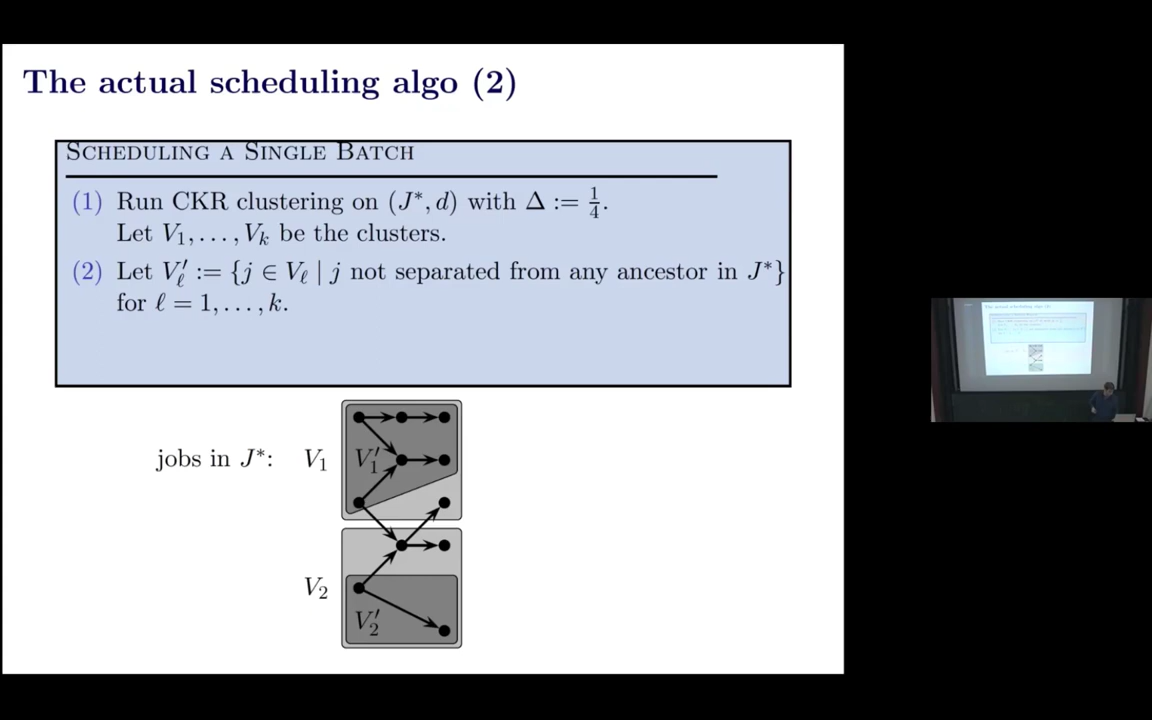 The actual scheduling algo (2)
Scheduling a Single Batch
(1) Run CKR clustering on (J*, d) with Δ := 1/4.
Let V₁, . . . , Vₖ be the clusters.
(2) Let V′_ℓ := {j ∈ V_ℓ | j not separated from any ancestor in J*}
for ℓ = 1, . . . , k.
jobs in J*: V₁ V′₁
V₂
V′₂